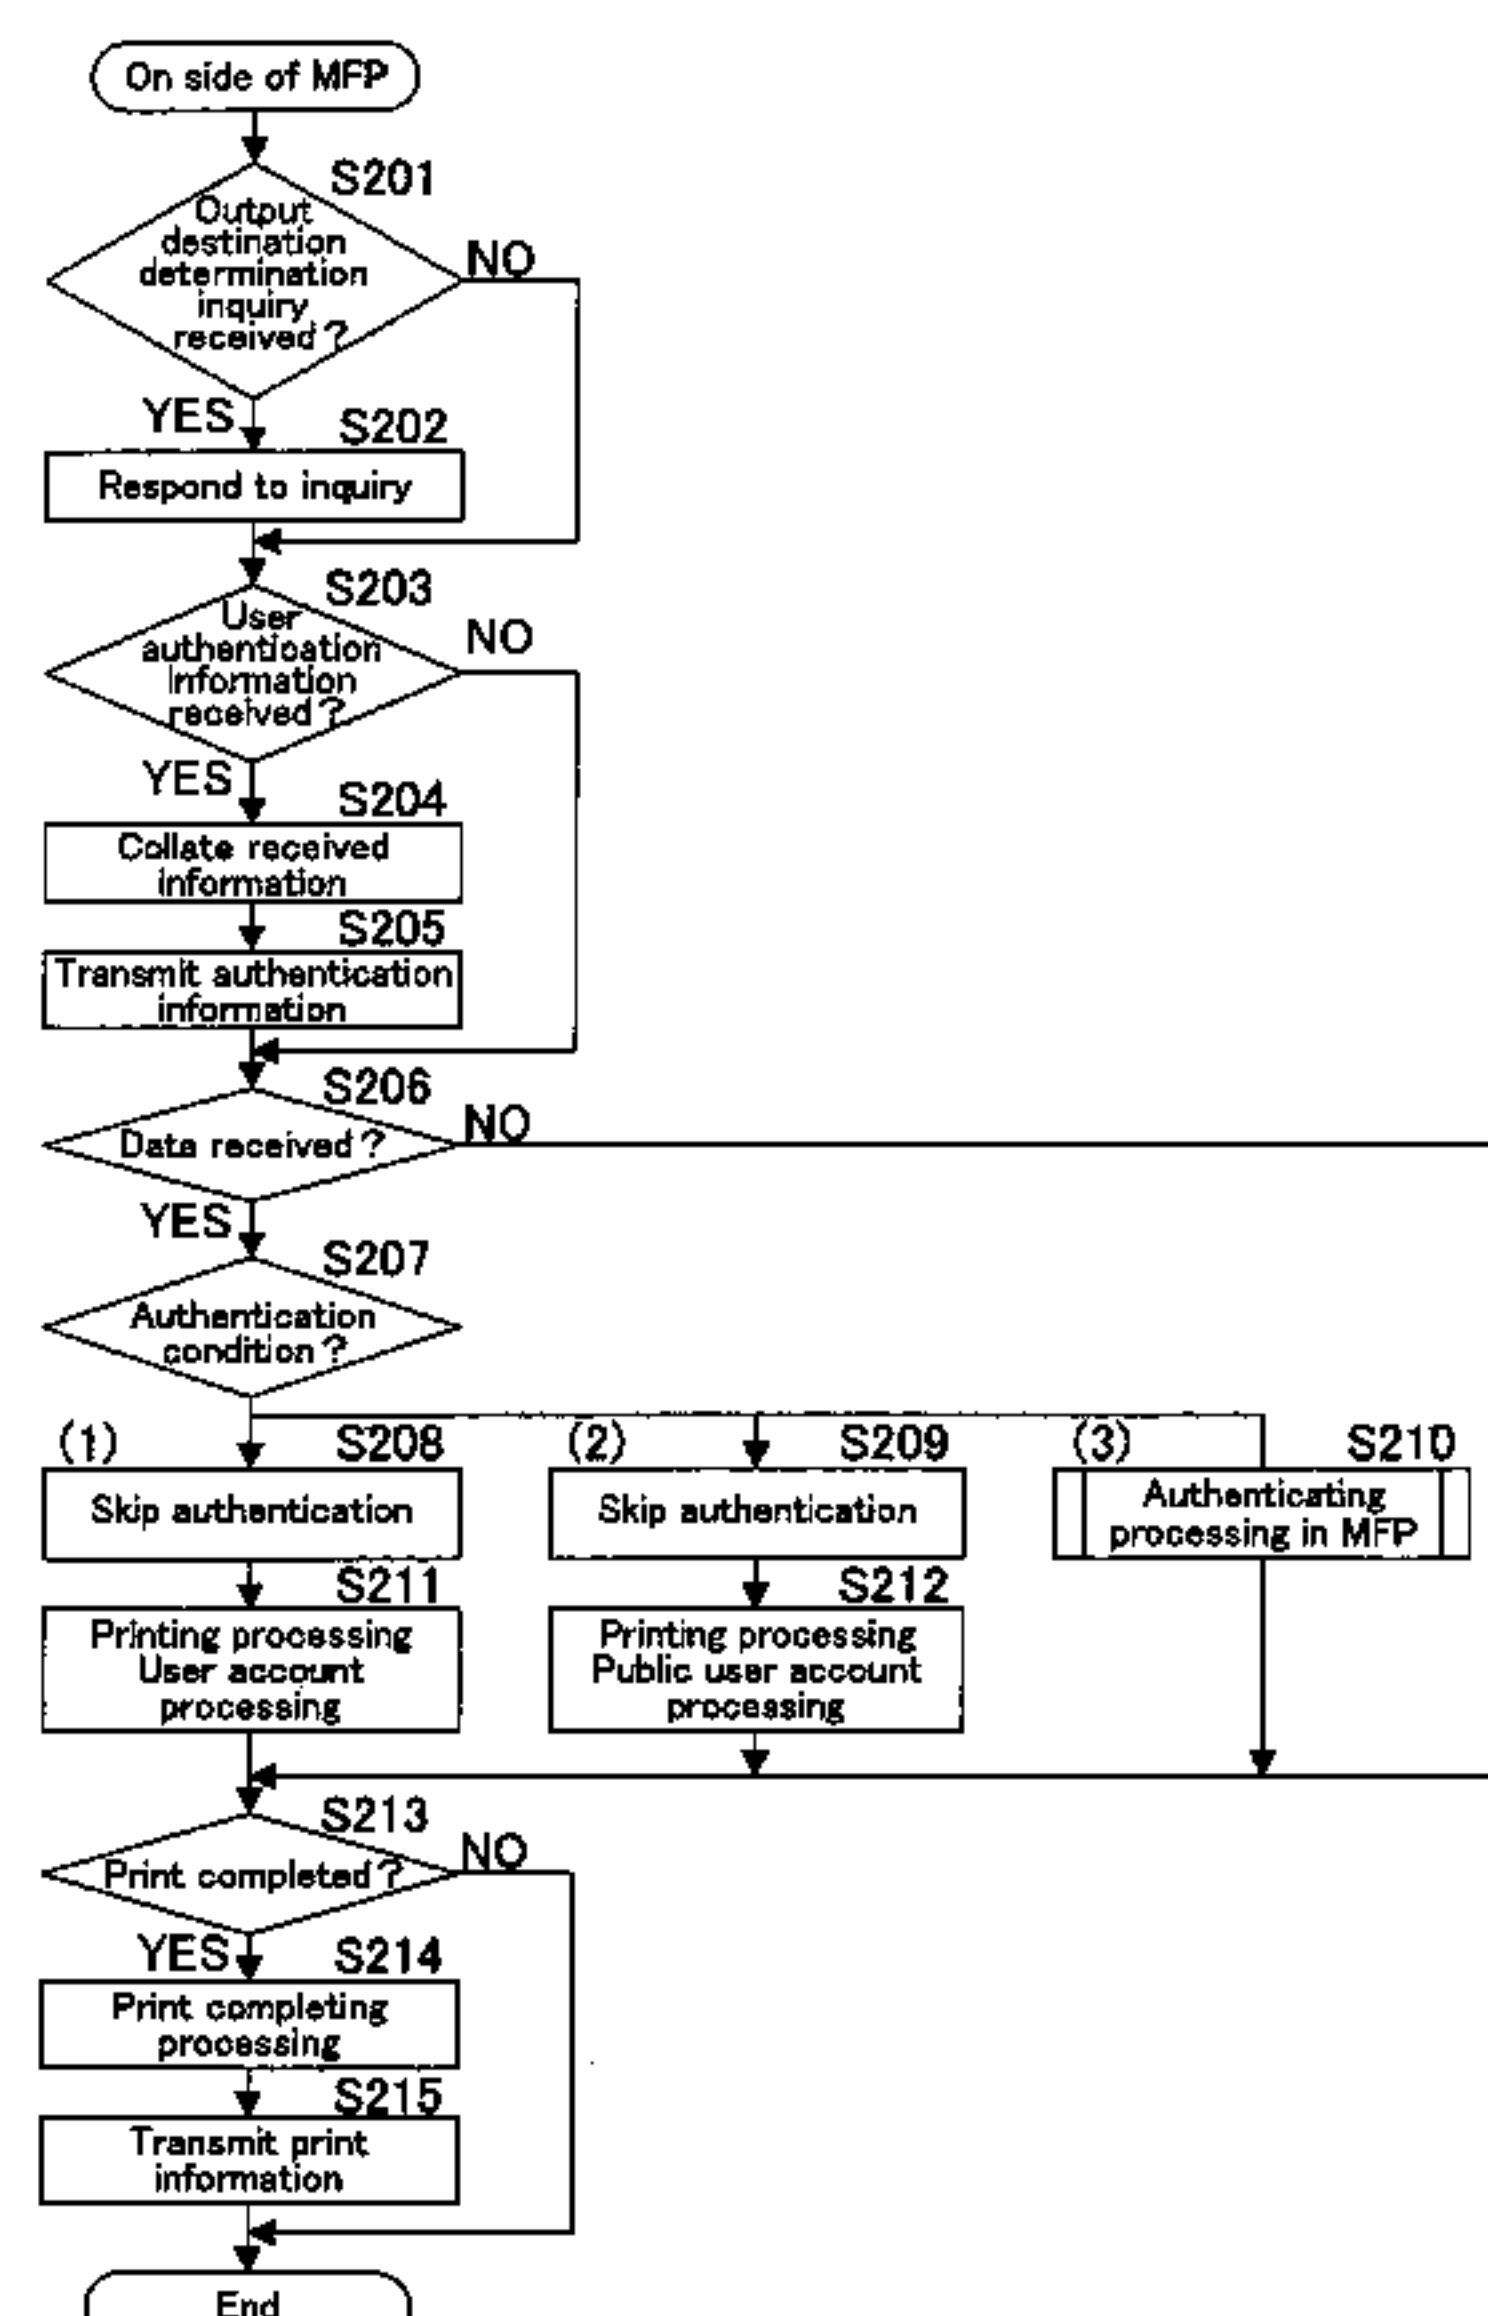 On side of MFP
S201
Output
destination
determination
inquiry
received?
NO
YES
S202
Respond to inquiry
S203
User
authentication
information
received?
NO
YES
S204
Collate received
information
S205
Transmit authentication
information
S206
Data received?
NO
YES
S207
Authentication
condition?
(1)
S208
Skip authentication
(2)
S209
Skip authentication
(3)
S210
Authenticating
processing in MFP
S211
Printing processing
User account
processing
S212
Printing processing
Public user account
processing
S213
Print completed?
NO
YES
S214
Print completing
processing
S215
Transmit print
information
End